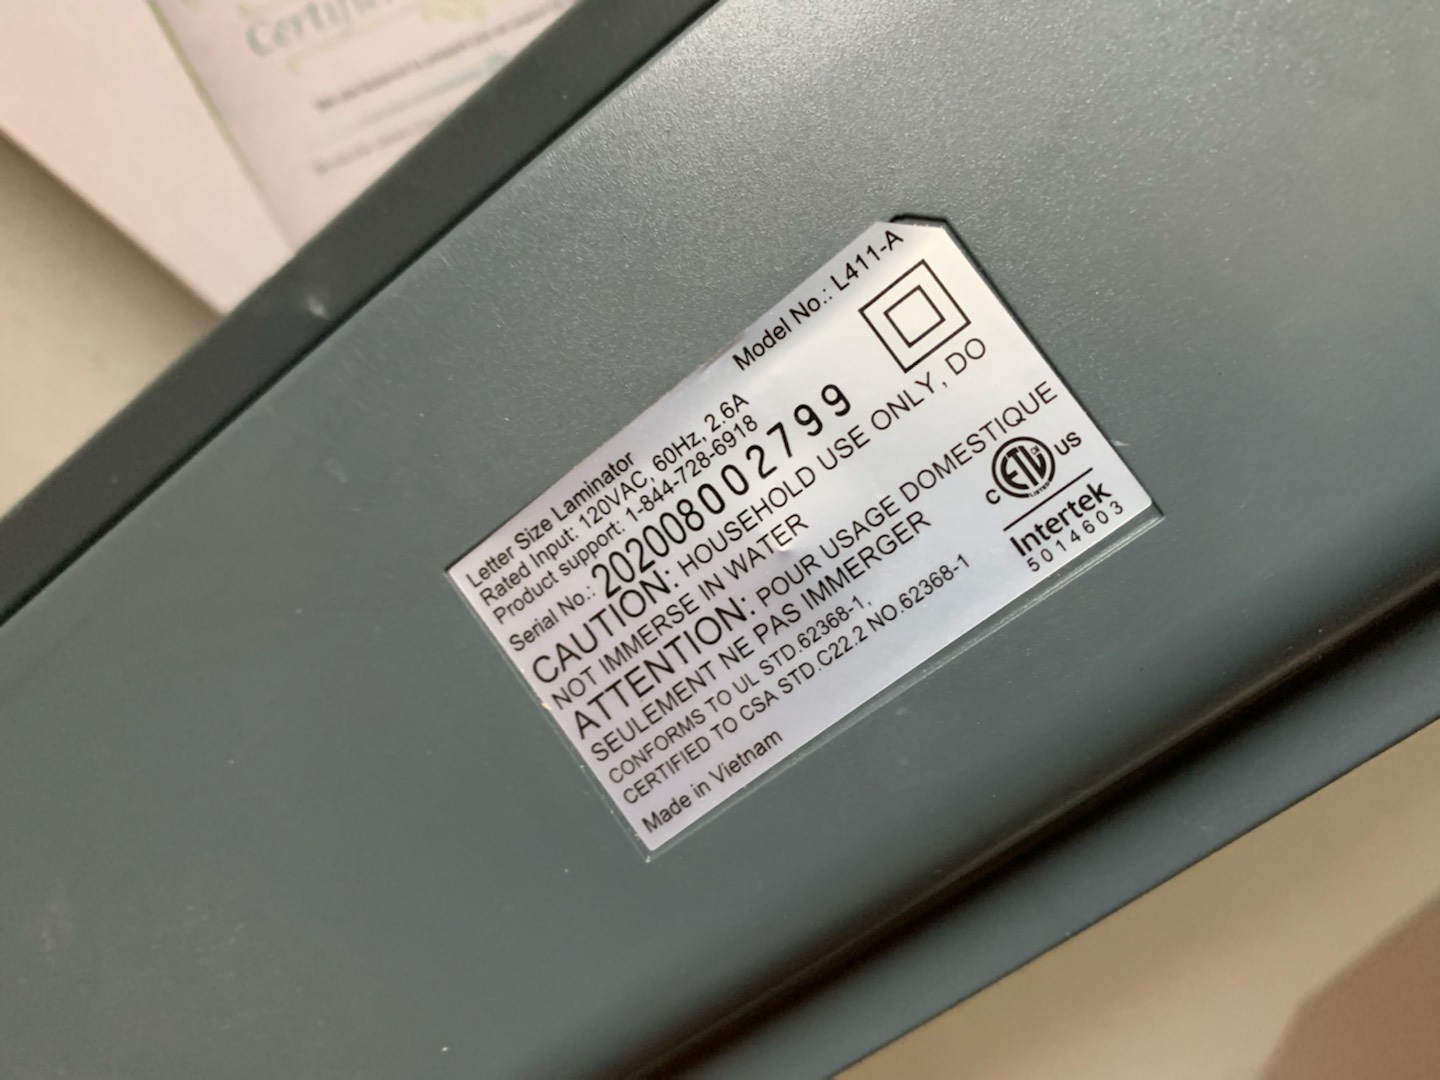 Certifi
Letter Size Laminator
Model No.: L411-A
Rated Input: 120VAC, 60Hz, 2.6A
Product support: 1-844-728-6918
Serial No.: 2020080002799
CAUTION: HOUSEHOLD USE ONLY, DO
NOT IMMERSE IN WATER
ATTENTION: POUR USAGE DOMESTIQUE
SEULEMENT NE PAS IMMERGER
CONFORMS TO UL STD.62368-1,
CERTIFIED TO CSA STD.C22.2 NO.62368-1
Made in Vietnam
C ETL US
LISTED
Intertek
5014603